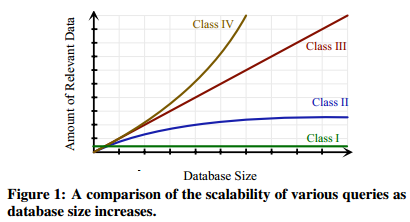 Class IV
Class III
Class II
Class I
Amount of Relevant Data
Database Size
Figure 1: A comparison of the scalability of various queries as
database size increases.